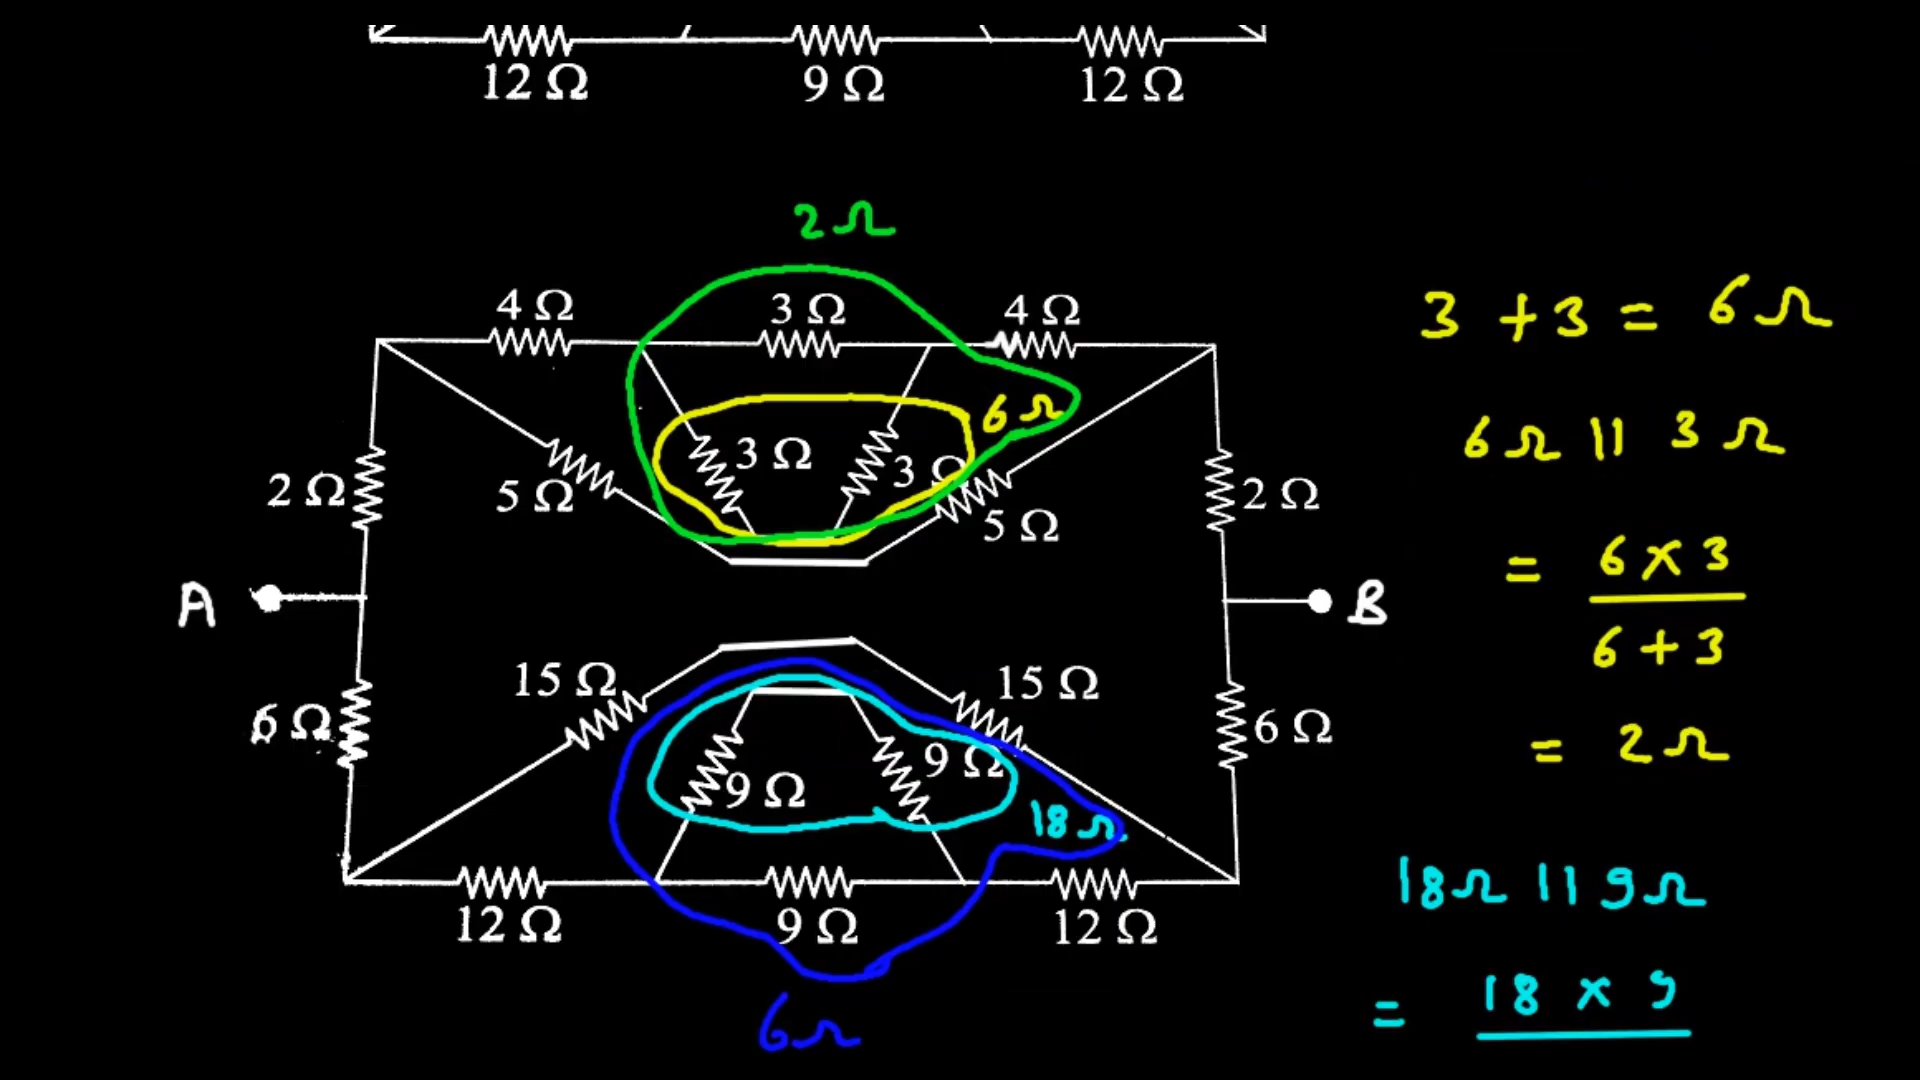 12 Ω 9 Ω 12 Ω
2Ω
4 Ω 3 Ω 4 Ω
3 + 3 = 6Ω
6Ω
6Ω || 3Ω
3 Ω 3 Ω
2 Ω 5 Ω 5 Ω 2 Ω
= 6 × 3
A B
6 + 3
15 Ω 15 Ω
6 Ω 6 Ω
= 2Ω
9 Ω 9 Ω
18Ω
18Ω || 9Ω
12 Ω 9 Ω 12 Ω
= 18 × 9
6Ω